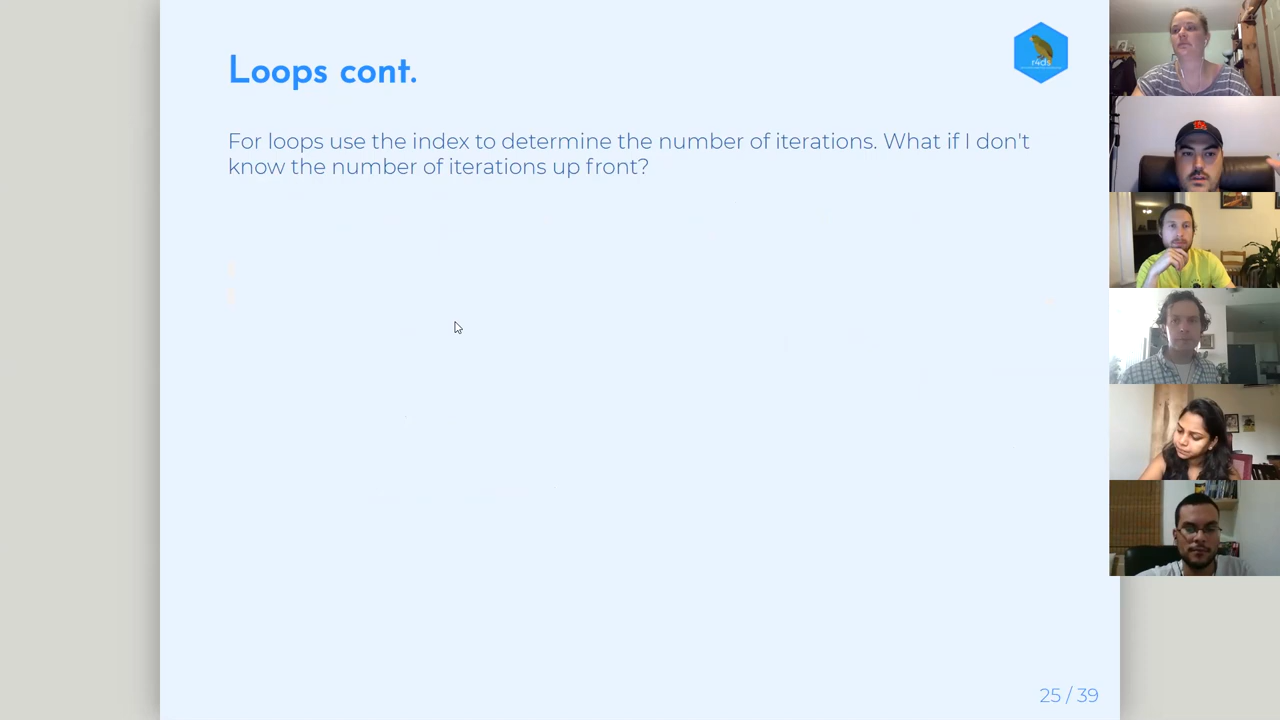 Loops cont.
r4ds
For loops use the index to determine the number of iterations. What if I don't
know the number of iterations up front?
25 / 39